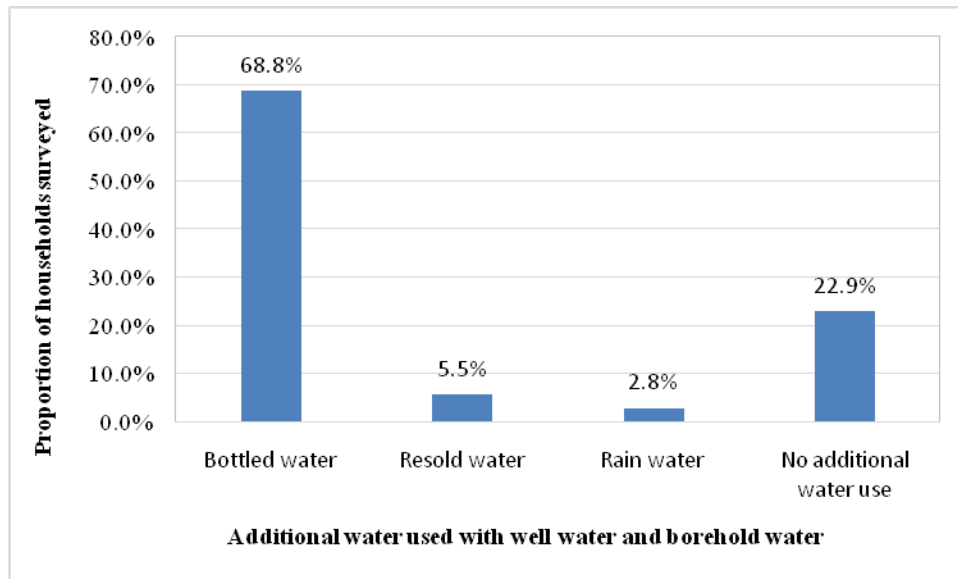 Proportion of households surveyed
80.0%
70.0%
60.0%
50.0%
40.0%
30.0%
20.0%
10.0%
0.0%
68.8%
5.5%
2.8%
22.9%
Bottled water
Resold water
Rain water
No additional
water use
Additional water used with well water and borehold water